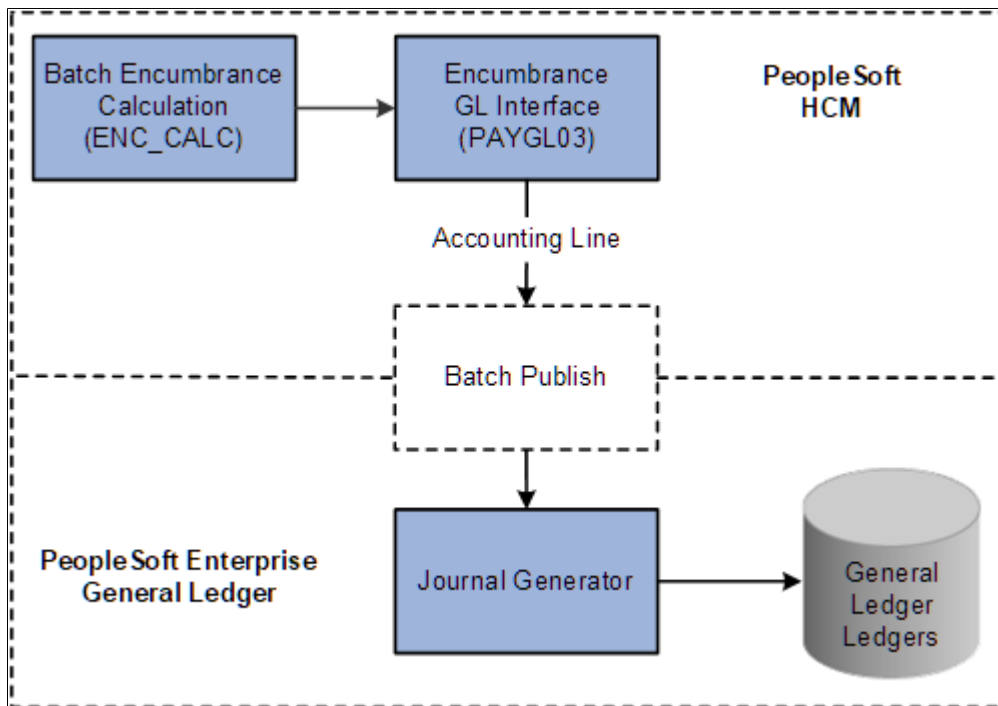 Batch Encumbrance
Calculation
(ENC_CALC)
Encumbrance
GL Interface
(PAYGL03)
PeopleSoft
HCM
Accounting Line
Batch Publish
PeopleSoft Enterprise
General Ledger
Journal Generator
General
Ledger
Ledgers